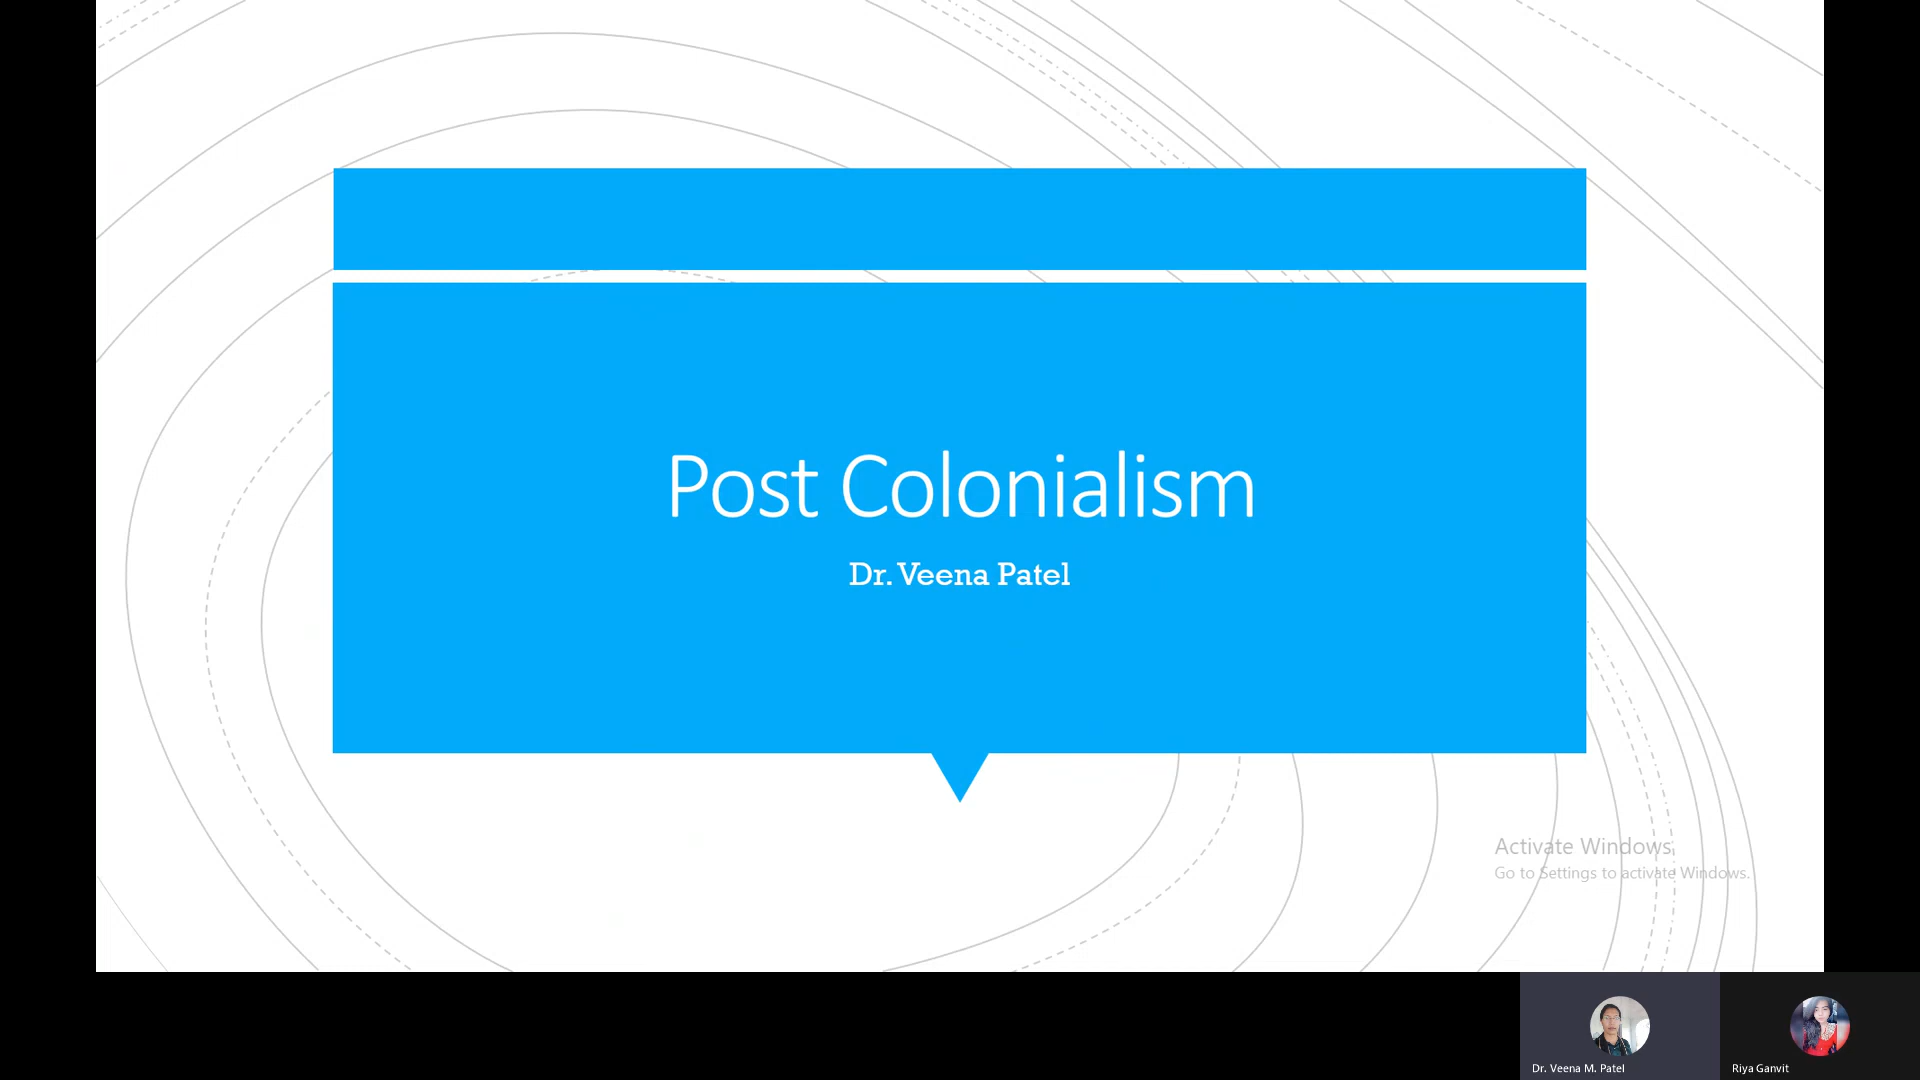 Post Colonialism
Dr. Veena Patel
Activate Windows
Go to Settings to activate Windows.
Dr. Veena M. Patel
Riya Ganvit